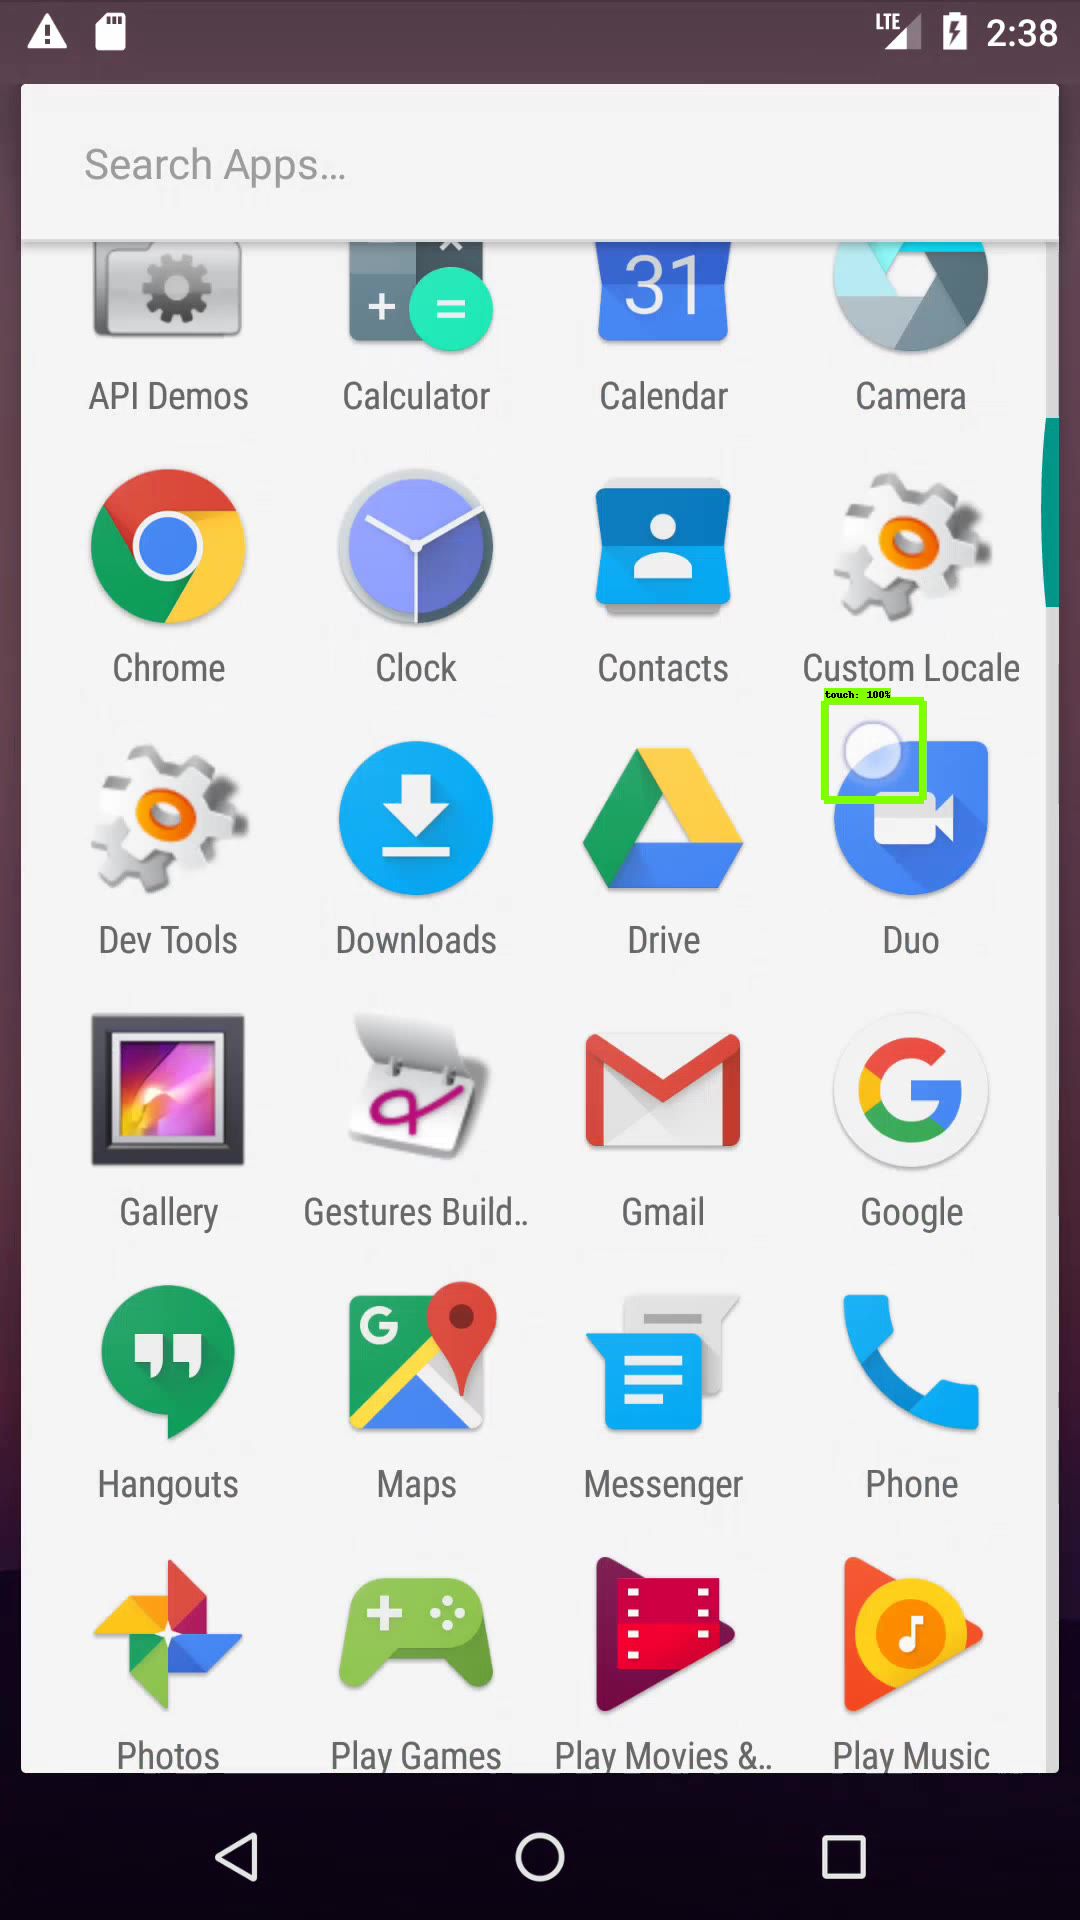 LTE 2:38
Search Apps...
31
API Demos Calculator Calendar Camera
Chrome Clock Contacts Custom Locale
touch: 100%
Dev Tools Downloads Drive Duo
Gallery Gestures Build.. Gmail Google
G
Hangouts Maps Messenger Phone
Photos Play Games Play Movies &.. Play Music